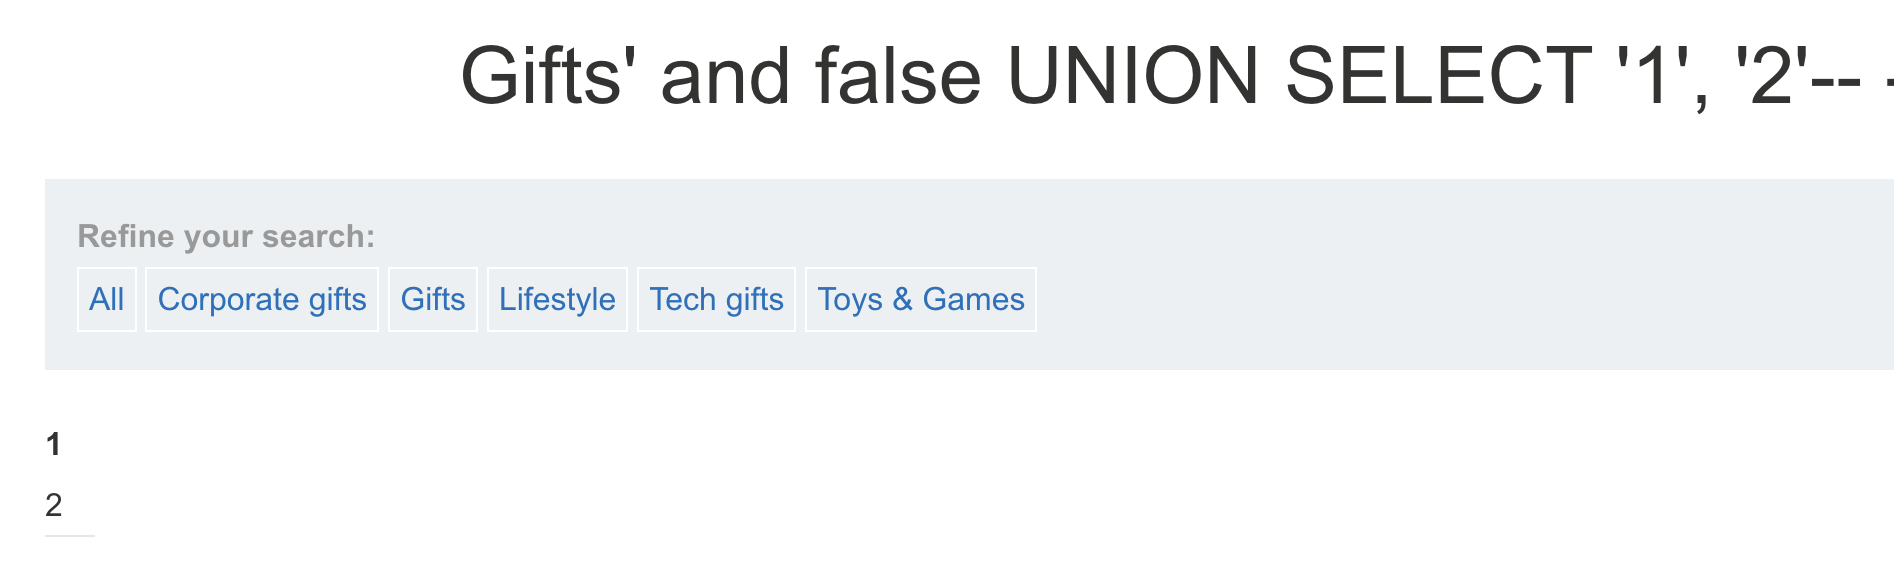 Gifts' and false UNION SELECT '1', '2'-- -
Refine your search:
All Corporate gifts Gifts Lifestyle Tech gifts Toys & Games
1
2